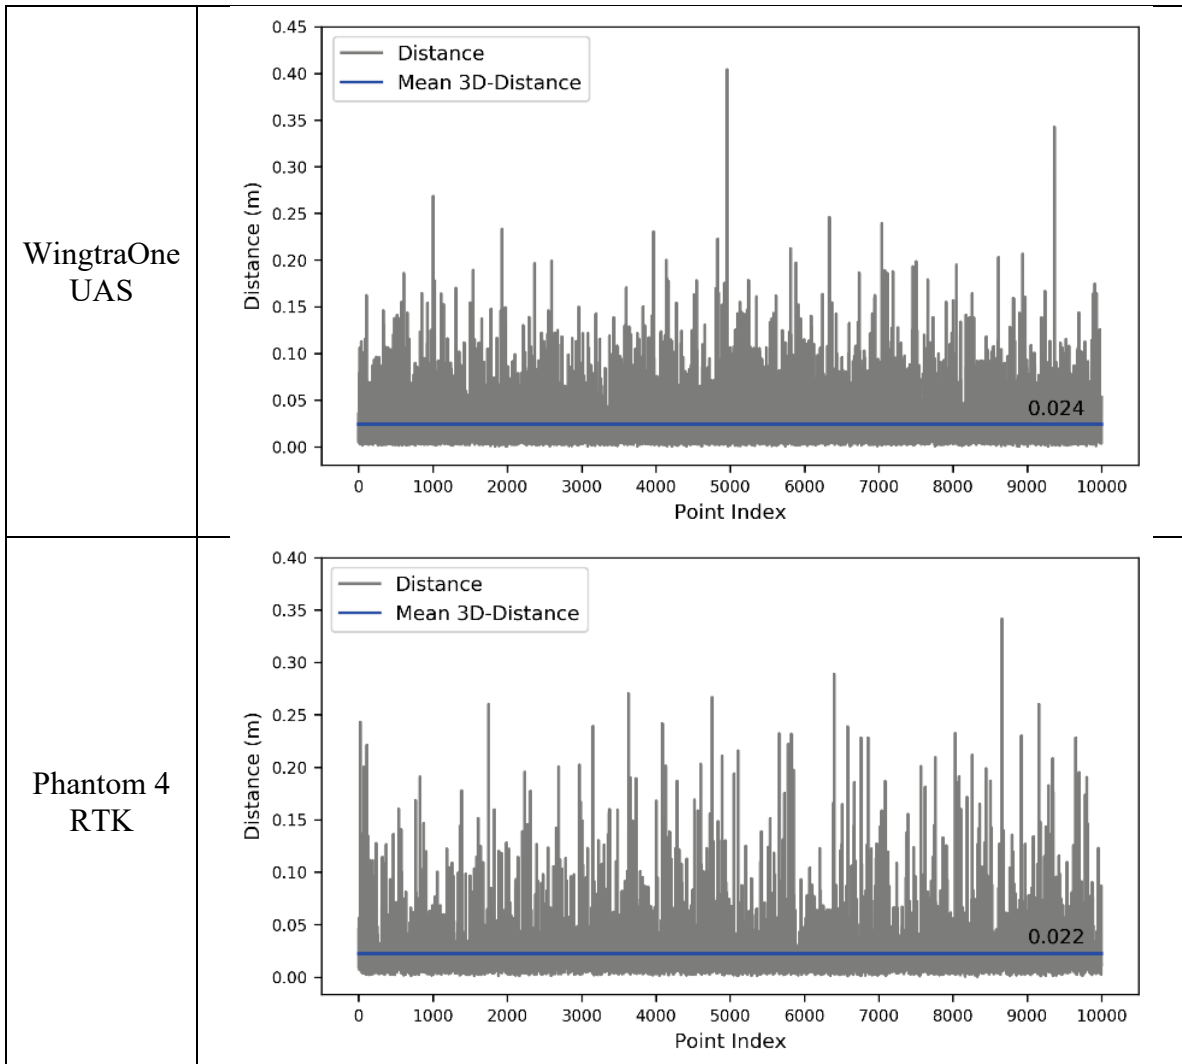 WingtraOne
UAS
0.45
0.40
0.35
0.30
0.25
0.20
0.15
0.10
0.05
0.00
Distance (m)
Distance
Mean 3D-Distance
0.024
0 1000 2000 3000 4000 5000 6000 7000 8000 9000 10000
Point Index
Phantom 4
RTK
0.40
0.35
0.30
0.25
0.20
0.15
0.10
0.05
0.00
Distance (m)
Distance
Mean 3D-Distance
0.022
0 1000 2000 3000 4000 5000 6000 7000 8000 9000 10000
Point Index